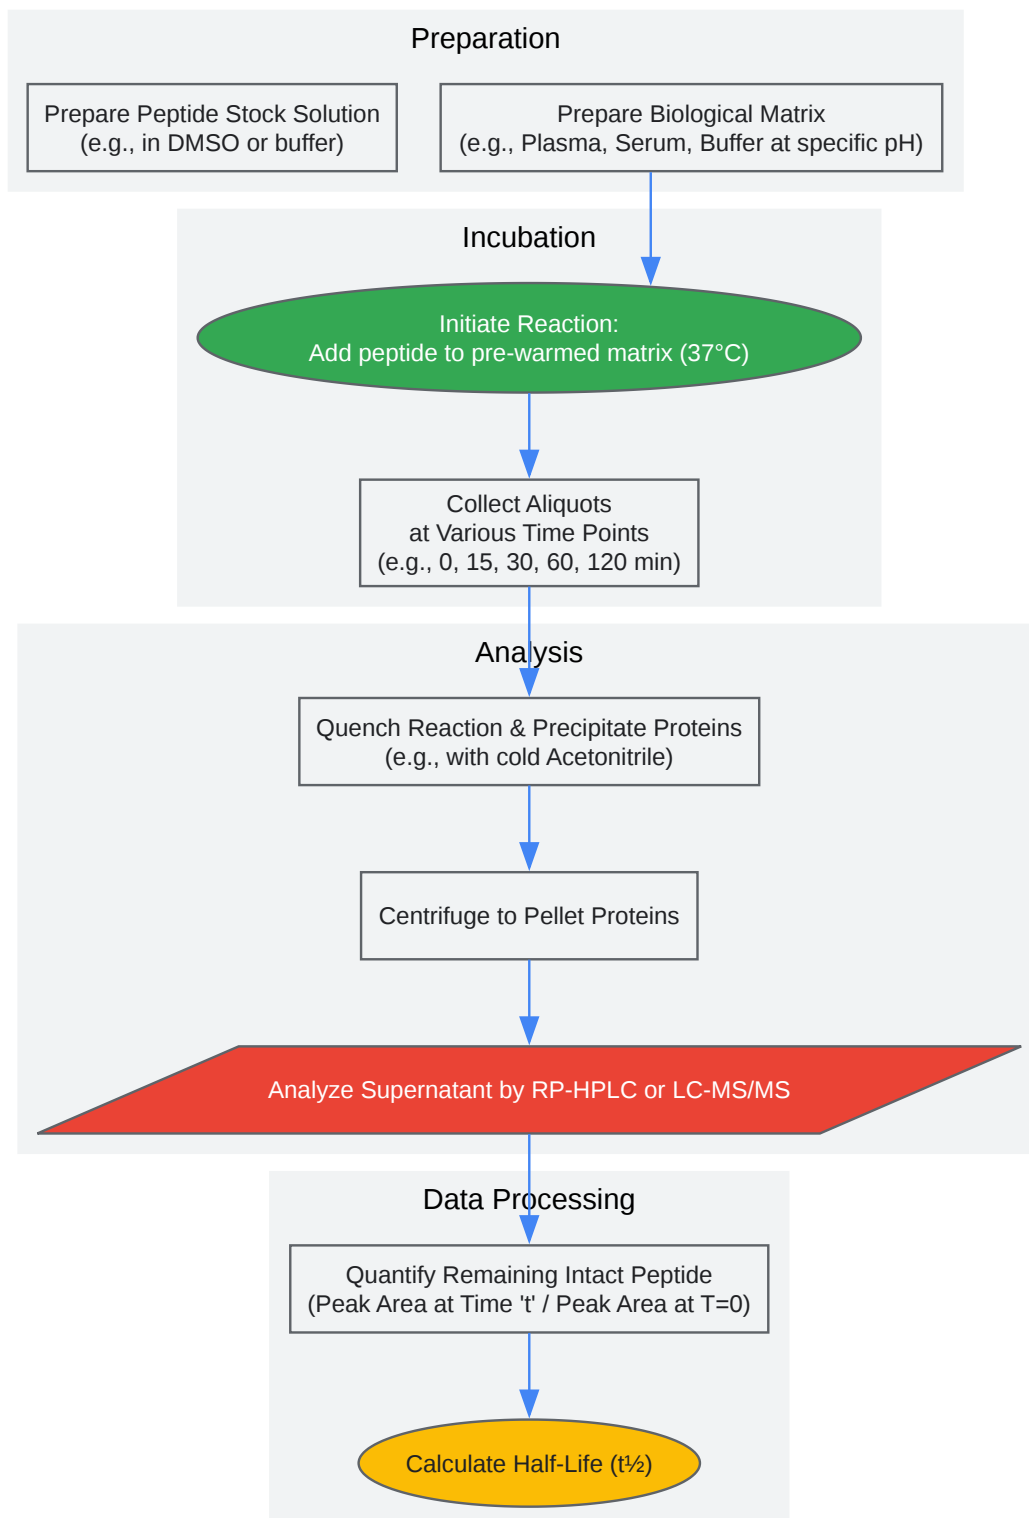 Preparation
Prepare Peptide Stock Solution
(e.g., in DMSO or buffer)
Prepare Biological Matrix
(e.g., Plasma, Serum, Buffer at specific pH)
Incubation
Initiate Reaction:
Add peptide to pre-warmed matrix (37°C)
Collect Aliquots
at Various Time Points
(e.g., 0, 15, 30, 60, 120 min)
Analysis
Quench Reaction & Precipitate Proteins
(e.g., with cold Acetonitrile)
Centrifuge to Pellet Proteins
Analyze Supernatant by RP-HPLC or LC-MS/MS
Data Processing
Quantify Remaining Intact Peptide
(Peak Area at Time 't' / Peak Area at T=0)
Calculate Half-Life (t½)